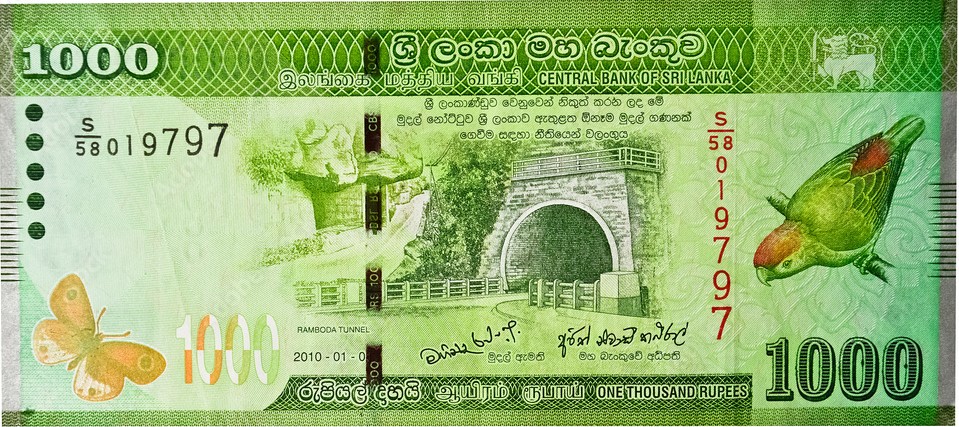 1000
ශ්‍රී ලංකා මහ බැංකුව
இலங்கை மத்திய வங்கி CENTRAL BANK OF SRI LANKA
ශ්‍රී ලංකාණ්ඩුව වෙනුවෙන් නිකුත් කරන ලද මේ
මුදල් නෝට්ටුව ශ්‍රී ලංකාව ඇතුළත ඕනෑම මුදල් ගණනක්
ගෙවීම සඳහා නීතියෙන් වලංගුය
S/58 019797
S/58 019797
RAMBODA TUNNEL
1000
2010 - 01 - 0
මුදල් ඇමති
මහ බැංකුවේ අධිපති
1000
රුපියල් දහයි ஆயிரம் ரூபாய் ONE THOUSAND RUPEES